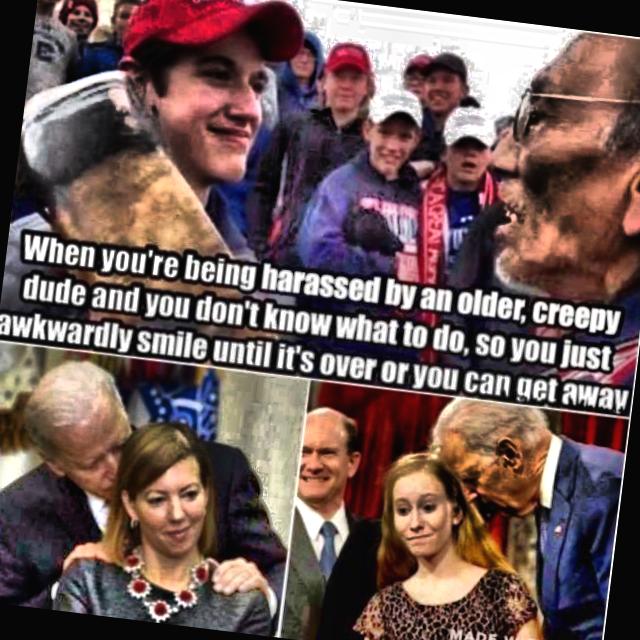 When you're being harassed by an older, creepy
dude and you don't know what to do, so you just
awkwardly smile until it's over or you can get away